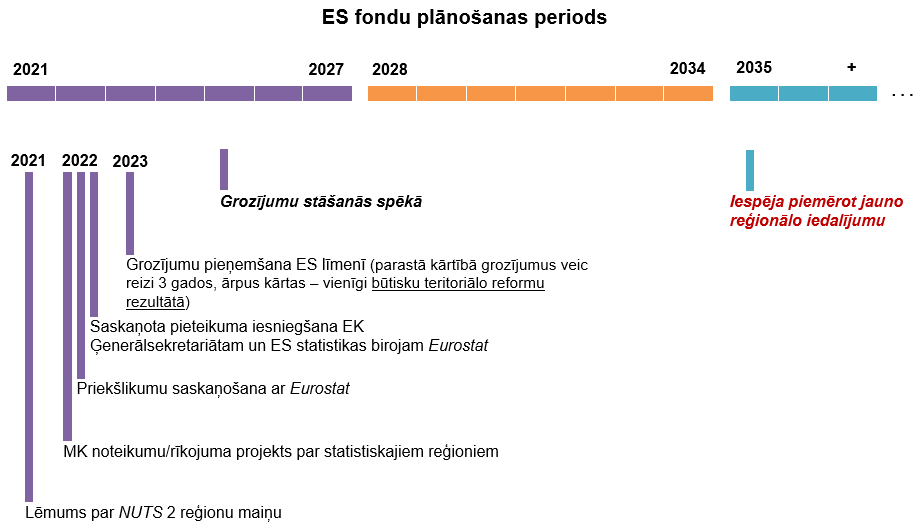 ES fondu plānošanas periods
2021 2027 2028 2034 2035 +
. . .
2021 2022 2023
Grozījumu stāšanās spēkā
Iespēja piemērot jauno
reģionālo iedalījumu
Grozījumu pieņemšana ES līmenī (parastā kārtībā grozījumus veic
reizi 3 gados, ārpus kārtas – vienīgi būtisku teritoriālo reformu
rezultātā)
Saskaņota pieteikuma iesniegšana EK
Ģenerālsekretariātam un ES statistikas birojam Eurostat
Priekšlikumu saskaņošana ar Eurostat
MK noteikumu/rīkojuma projekts par statistiskajiem reģioniem
Lēmums par NUTS 2 reģionu maiņu